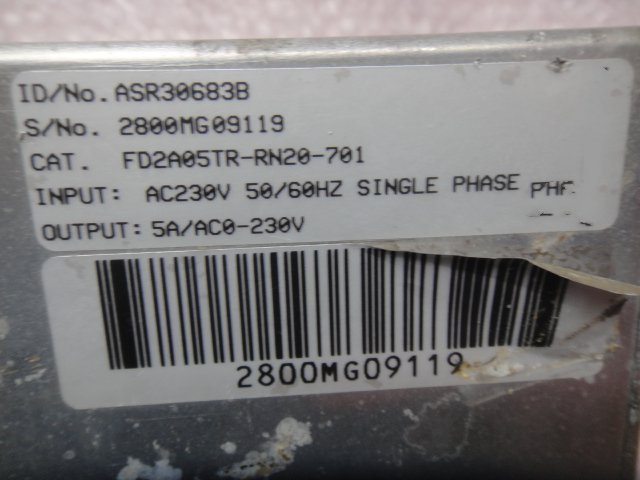 ID/No. ASR30683B
S/No. 2800MG09119
CAT. FD2A05TR-RN20-701
INPUT: AC230V 50/60HZ SINGLE PHASE
OUTPUT: 5A/AC0-230V
2800MG09119